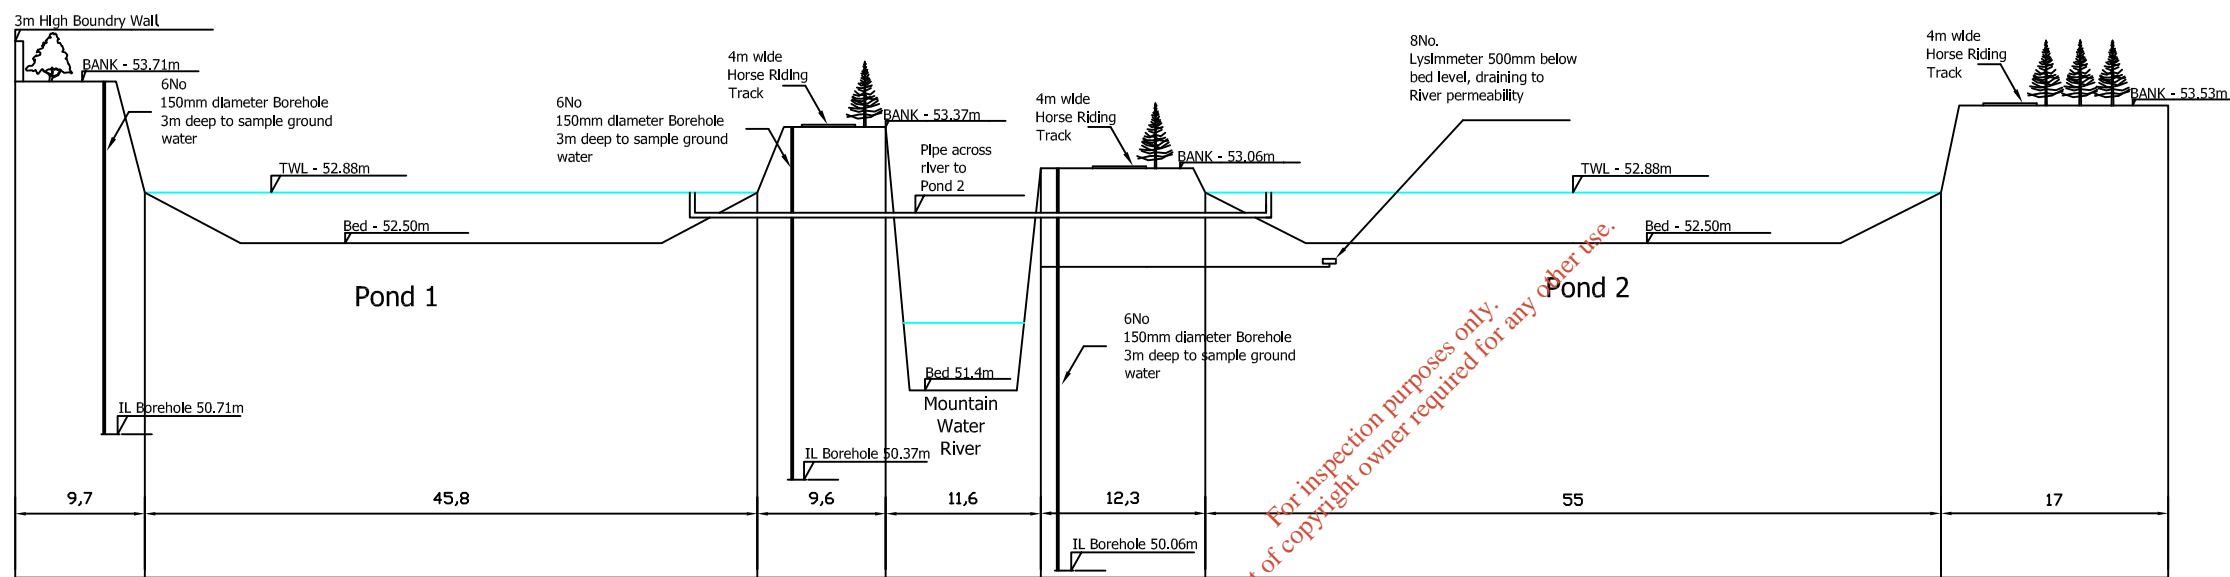 3m High Boundry Wall
BANK - 53.71m
6No
150mm diameter Borehole
3m deep to sample ground
water
TWL - 52.88m
Bed - 52.50m
Pond 1
IL Borehole 50.71m
6No
150mm diameter Borehole
3m deep to sample ground
water
4m wide
Horse Riding
Track
BANK - 53.37m
Pipe across
river to
Pond 2
IL Borehole 50.37m
Bed 51.4m
Mountain
Water
River
4m wide
Horse Riding
Track
BANK - 53.06m
6No
150mm diameter Borehole
3m deep to sample ground
water
IL Borehole 50.06m
8No.
Lysimmeter 500mm below
bed level, draining to
River permeability
TWL - 52.88m
Bed - 52.50m
Pond 2
4m wide
Horse Riding
Track
BANK - 53.53m
9,7
45,8
9,6
11,6
12,3
55
17
For inspection purposes only.
of copyright owner required for any other use.